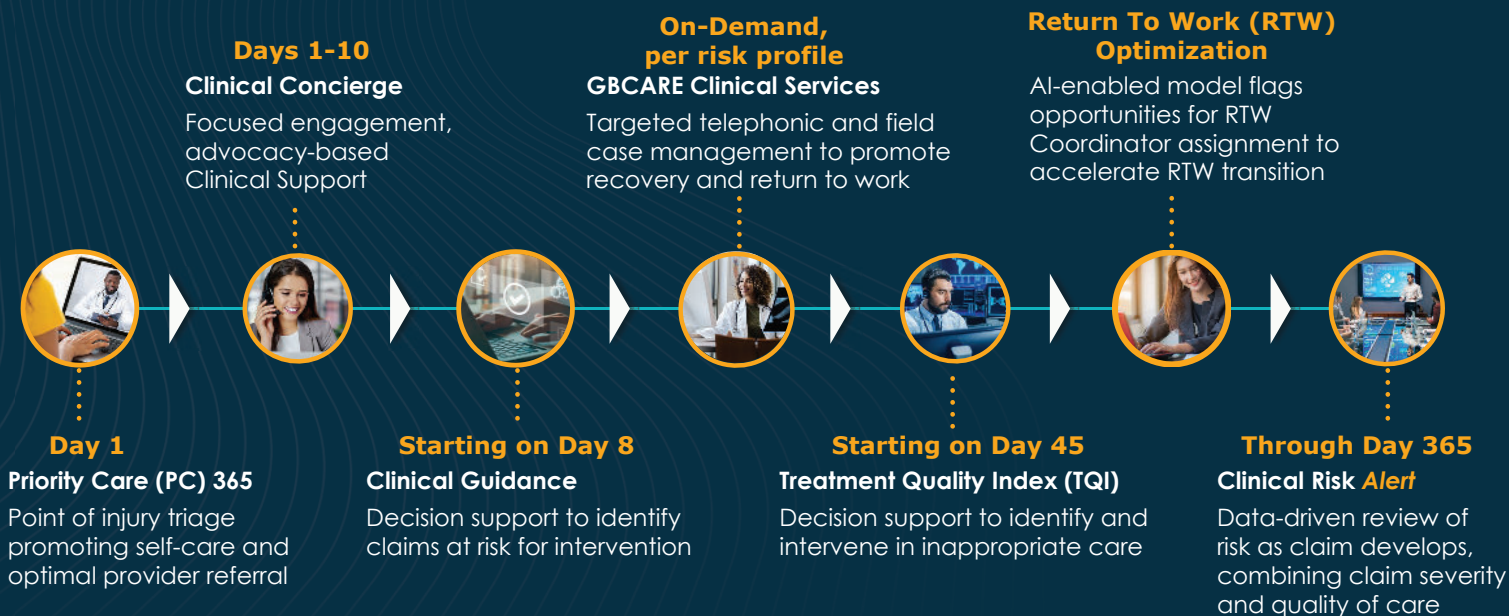 Days 1-10
Clinical Concierge
Focused engagement,
advocacy-based
Clinical Support
On-Demand,
per risk profile
GBCARE Clinical Services
Targeted telephonic and field
case management to promote
recovery and return to work
Return To Work (RTW)
Optimization
AI-enabled model flags
opportunities for RTW
Coordinator assignment to
accelerate RTW transition
Day 1
Priority Care (PC) 365
Point of injury triage
promoting self-care and
optimal provider referral
Starting on Day 8
Clinical Guidance
Decision support to identify
claims at risk for intervention
Starting on Day 45
Treatment Quality Index (TQI)
Decision support to identify and
intervene in inappropriate care
Through Day 365
Clinical Risk Alert
Data-driven review of
risk as claim develops,
combining claim severity
and quality of care